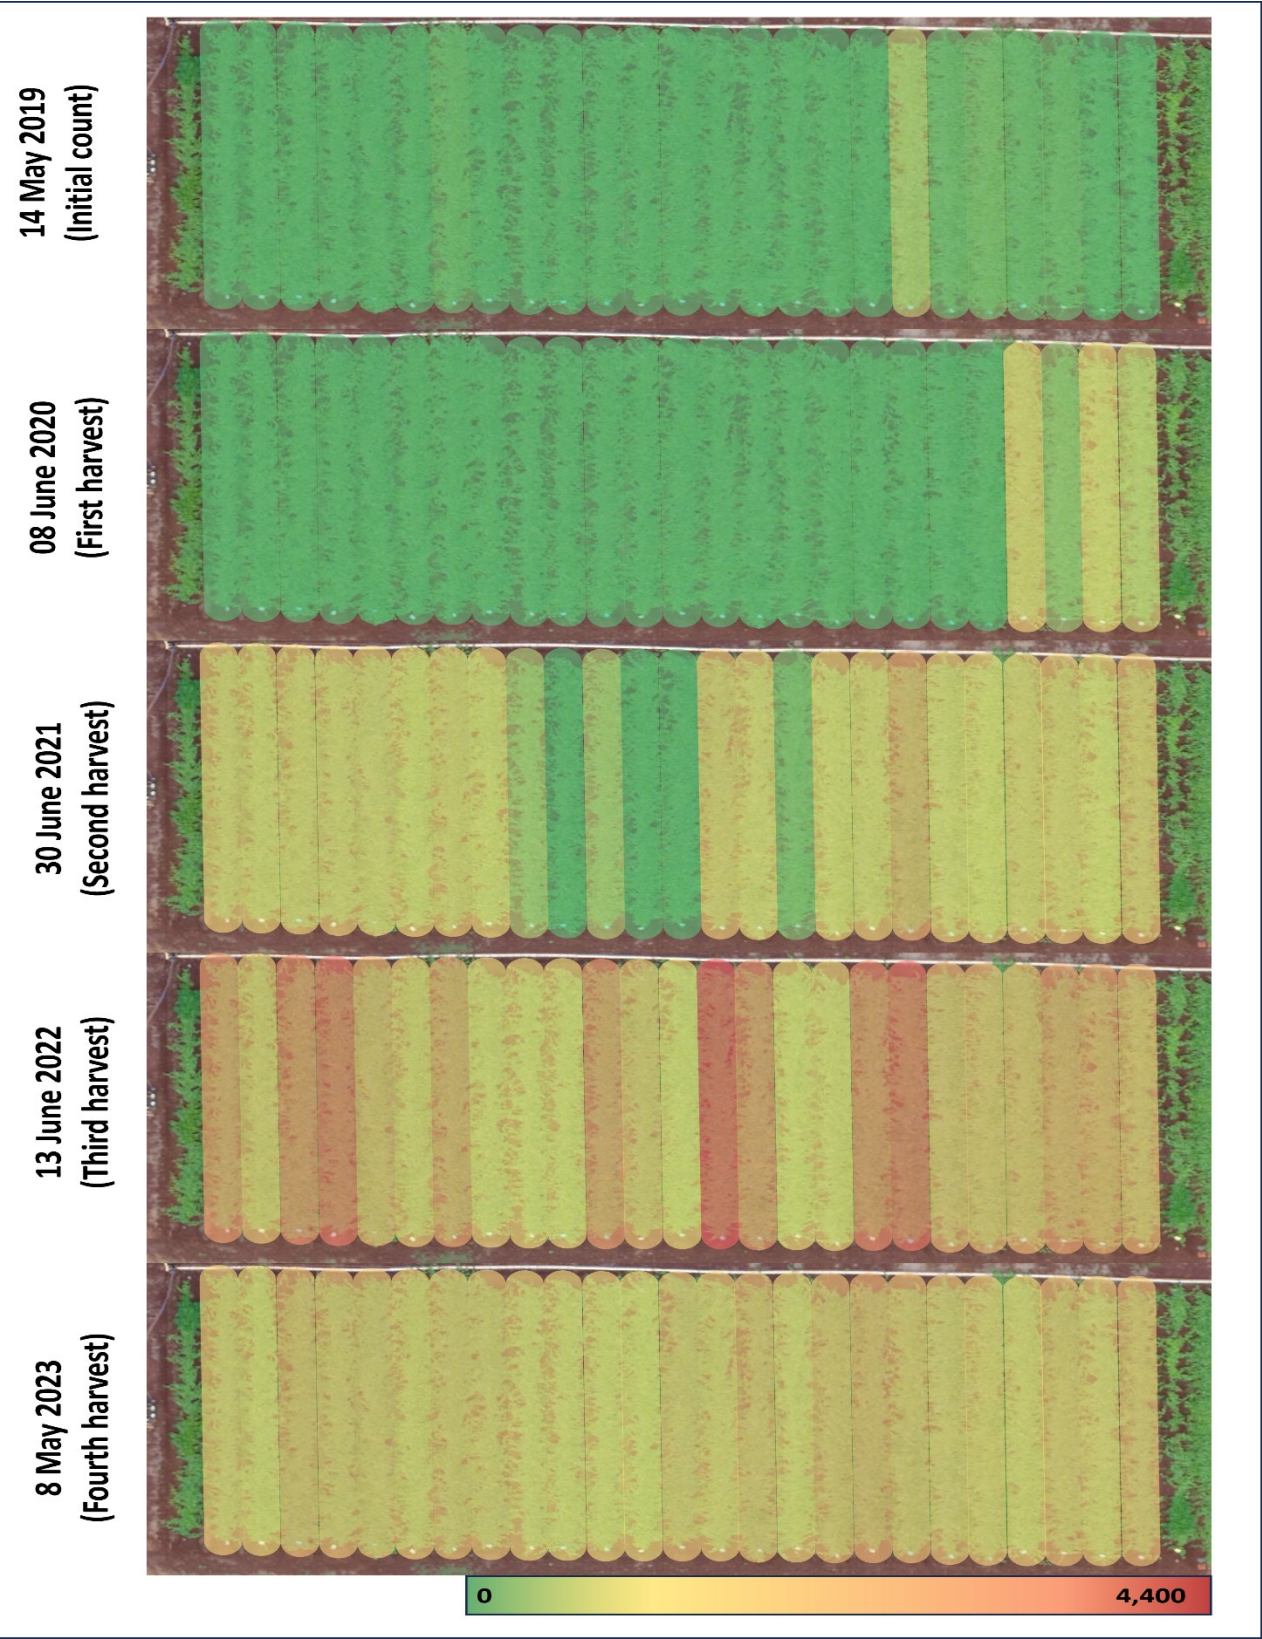 14 May 2019
(Initial count)
08 June 2020
(First harvest)
30 June 2021
(Second harvest)
13 June 2022
(Third harvest)
8 May 2023
(Fourth harvest)
0
4,400